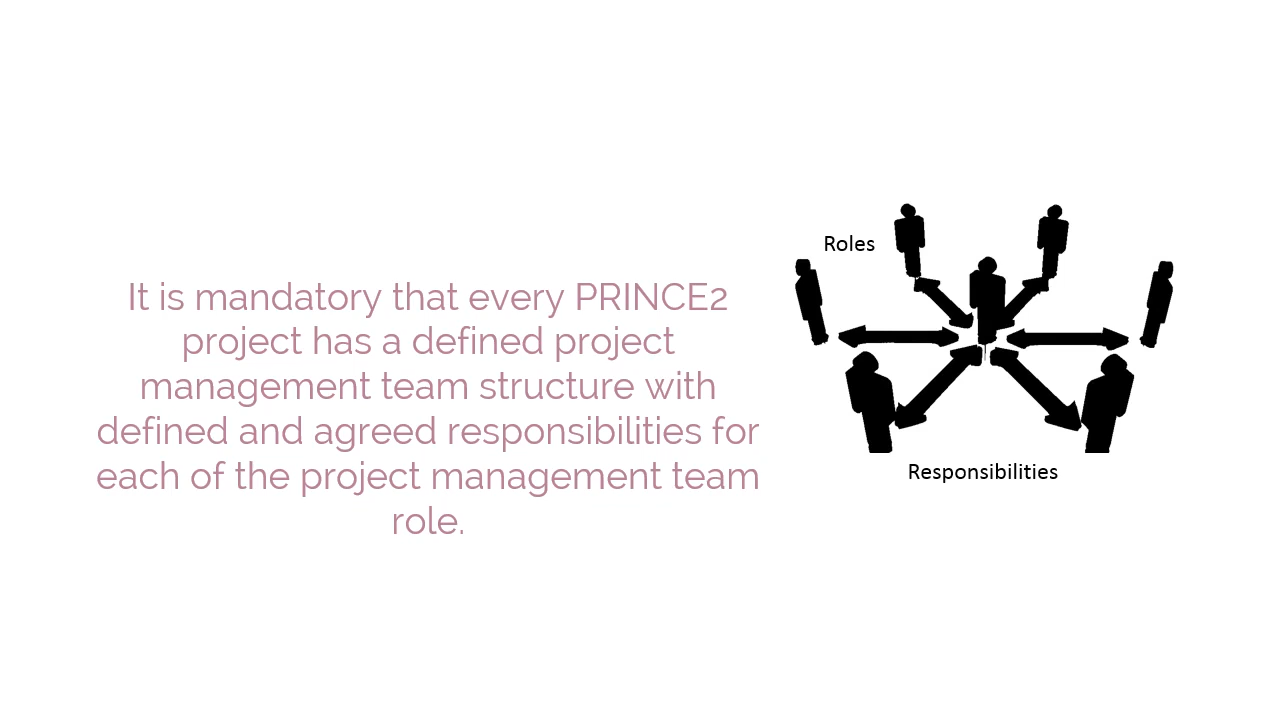 It is mandatory that every PRINCE2
project has a defined project
management team structure with
defined and agreed responsibilities for
each of the project management team
role.
Roles
Responsibilities